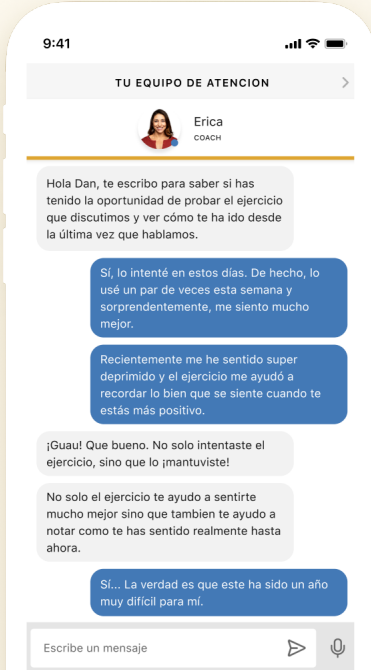 9:41
TU EQUIPO DE ATENCION
Erica
COACH
Hola Dan, te escribo para saber si has
tenido la oportunidad de probar el ejercicio
que discutimos y ver cómo te ha ido desde
la última vez que hablamos.
Sí, lo intenté en estos días. De hecho, lo
usé un par de veces esta semana y
sorprendentemente, me siento mucho
mejor.
Recientemente me he sentido super
deprimido y el ejercicio me ayudó a
recordar lo bien que se siente cuando te
estás más positivo.
¡Guau! Que bueno. No solo intentaste el
ejercicio, sino que lo ¡mantuviste!
No solo el ejercicio te ayudo a sentirte
mucho mejor sino que tambien te ayudo a
notar como te has sentido realmente hasta
ahora.
Sí... La verdad es que este ha sido un año
muy difícil para mí.
Escribe un mensaje